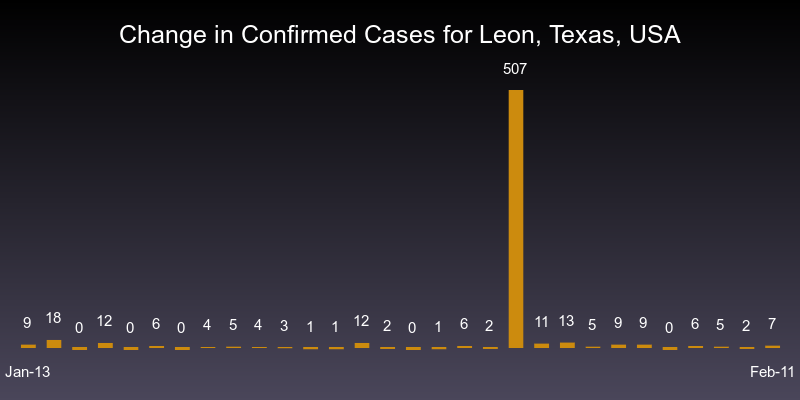 Change in Confirmed Cases for Leon, Texas, USA
507
9 18 0 12 0 6 0 4 5 4 3 1 1 12 2 0 1 6 2 11 13 5 9 9 0 6 5 2 7
Jan-13 Feb-11